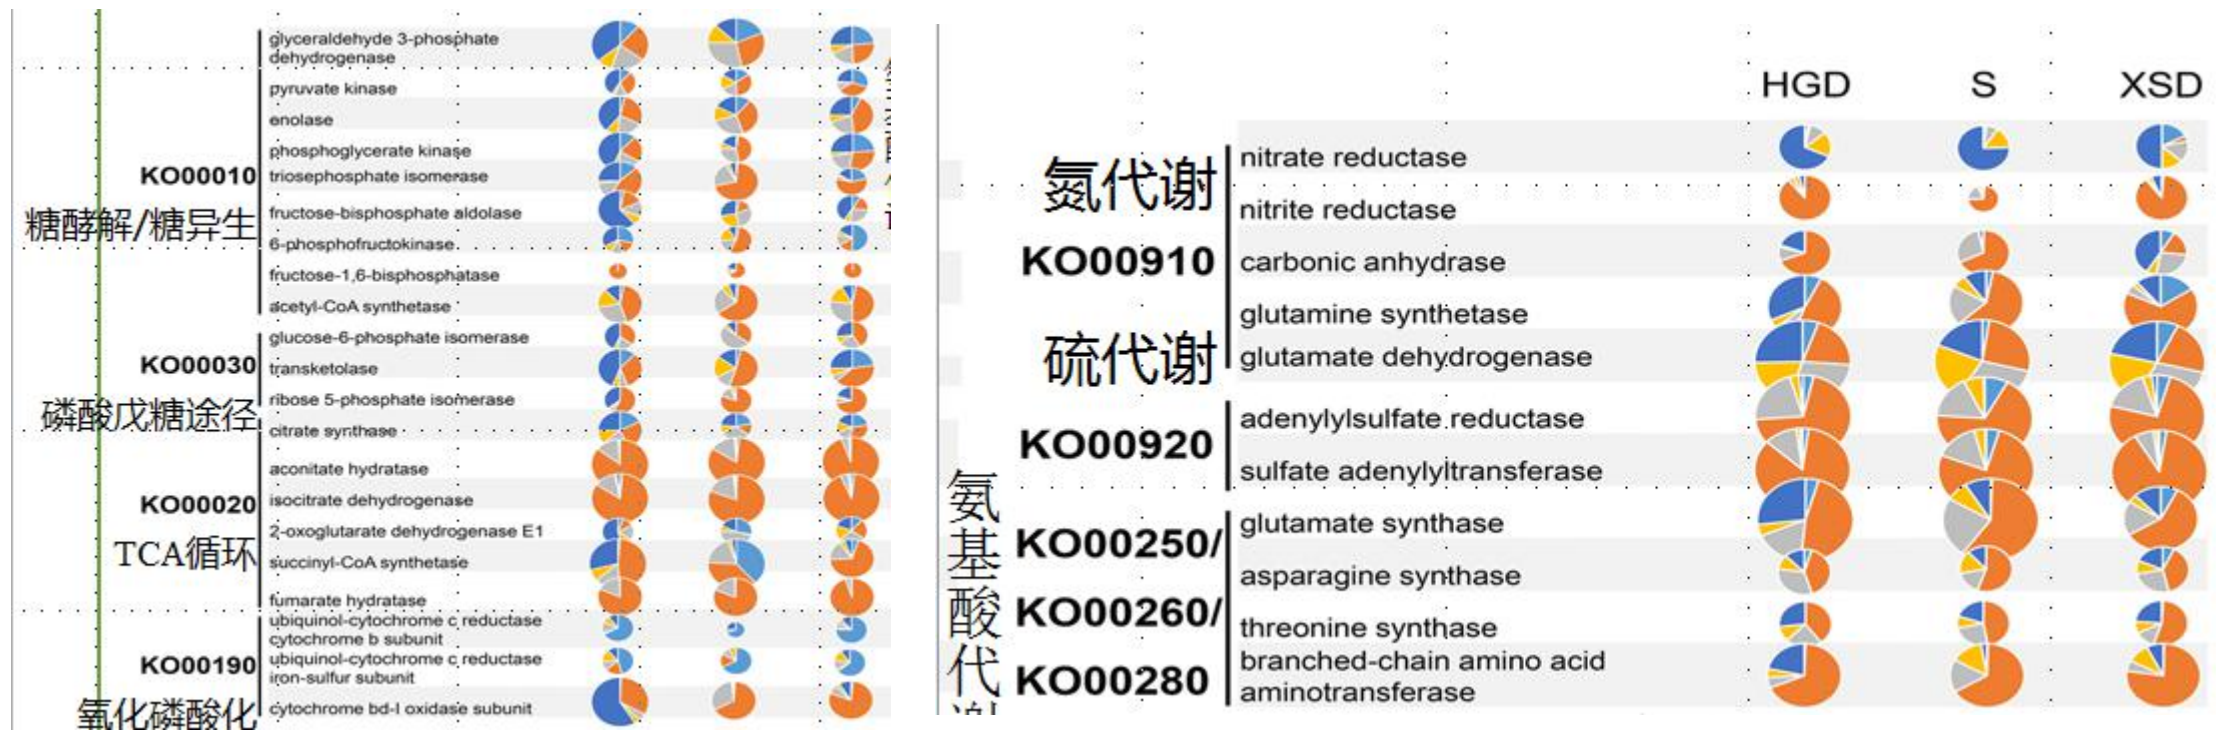 glyceraldehyde 3-phosphate
dehydrogenase
pyruvate kinase
enolase
phosphoglycerate kinase
KO00010
triosephosphate isomerase
糖酵解/糖异生
fructose-bisphosphate aldolase
6-phosphofructokinase
fructose-1,6-bisphosphatase
acetyl-CoA synthetase
glucose-6-phosphate isomerase
KO00030
transketolase
磷酸戊糖途径
ribose 5-phosphate isomerase
citrate synthase
aconitate hydratase
KO00020
isocitrate dehydrogenase
TCA循环
2-oxoglutarate dehydrogenase E1
succinyl-CoA synthetase
fumarate hydratase
ubiquinol-cytochrome c reductase
cytochrome b subunit
KO00190
ubiquinol-cytochrome c reductase
iron-sulfur subunit
氧化磷酸化
cytochrome bd-I oxidase subunit
HGD S XSD
氮代谢
nitrate reductase
nitrite reductase
KO00910
carbonic anhydrase
glutamine synthetase
硫代谢
glutamate dehydrogenase
adenylylsulfate reductase
KO00920
sulfate adenylyltransferase
氨基酸代谢
KO00250/
glutamate synthase
asparagine synthase
KO00260/
threonine synthase
KO00280
branched-chain amino acid
aminotransferase